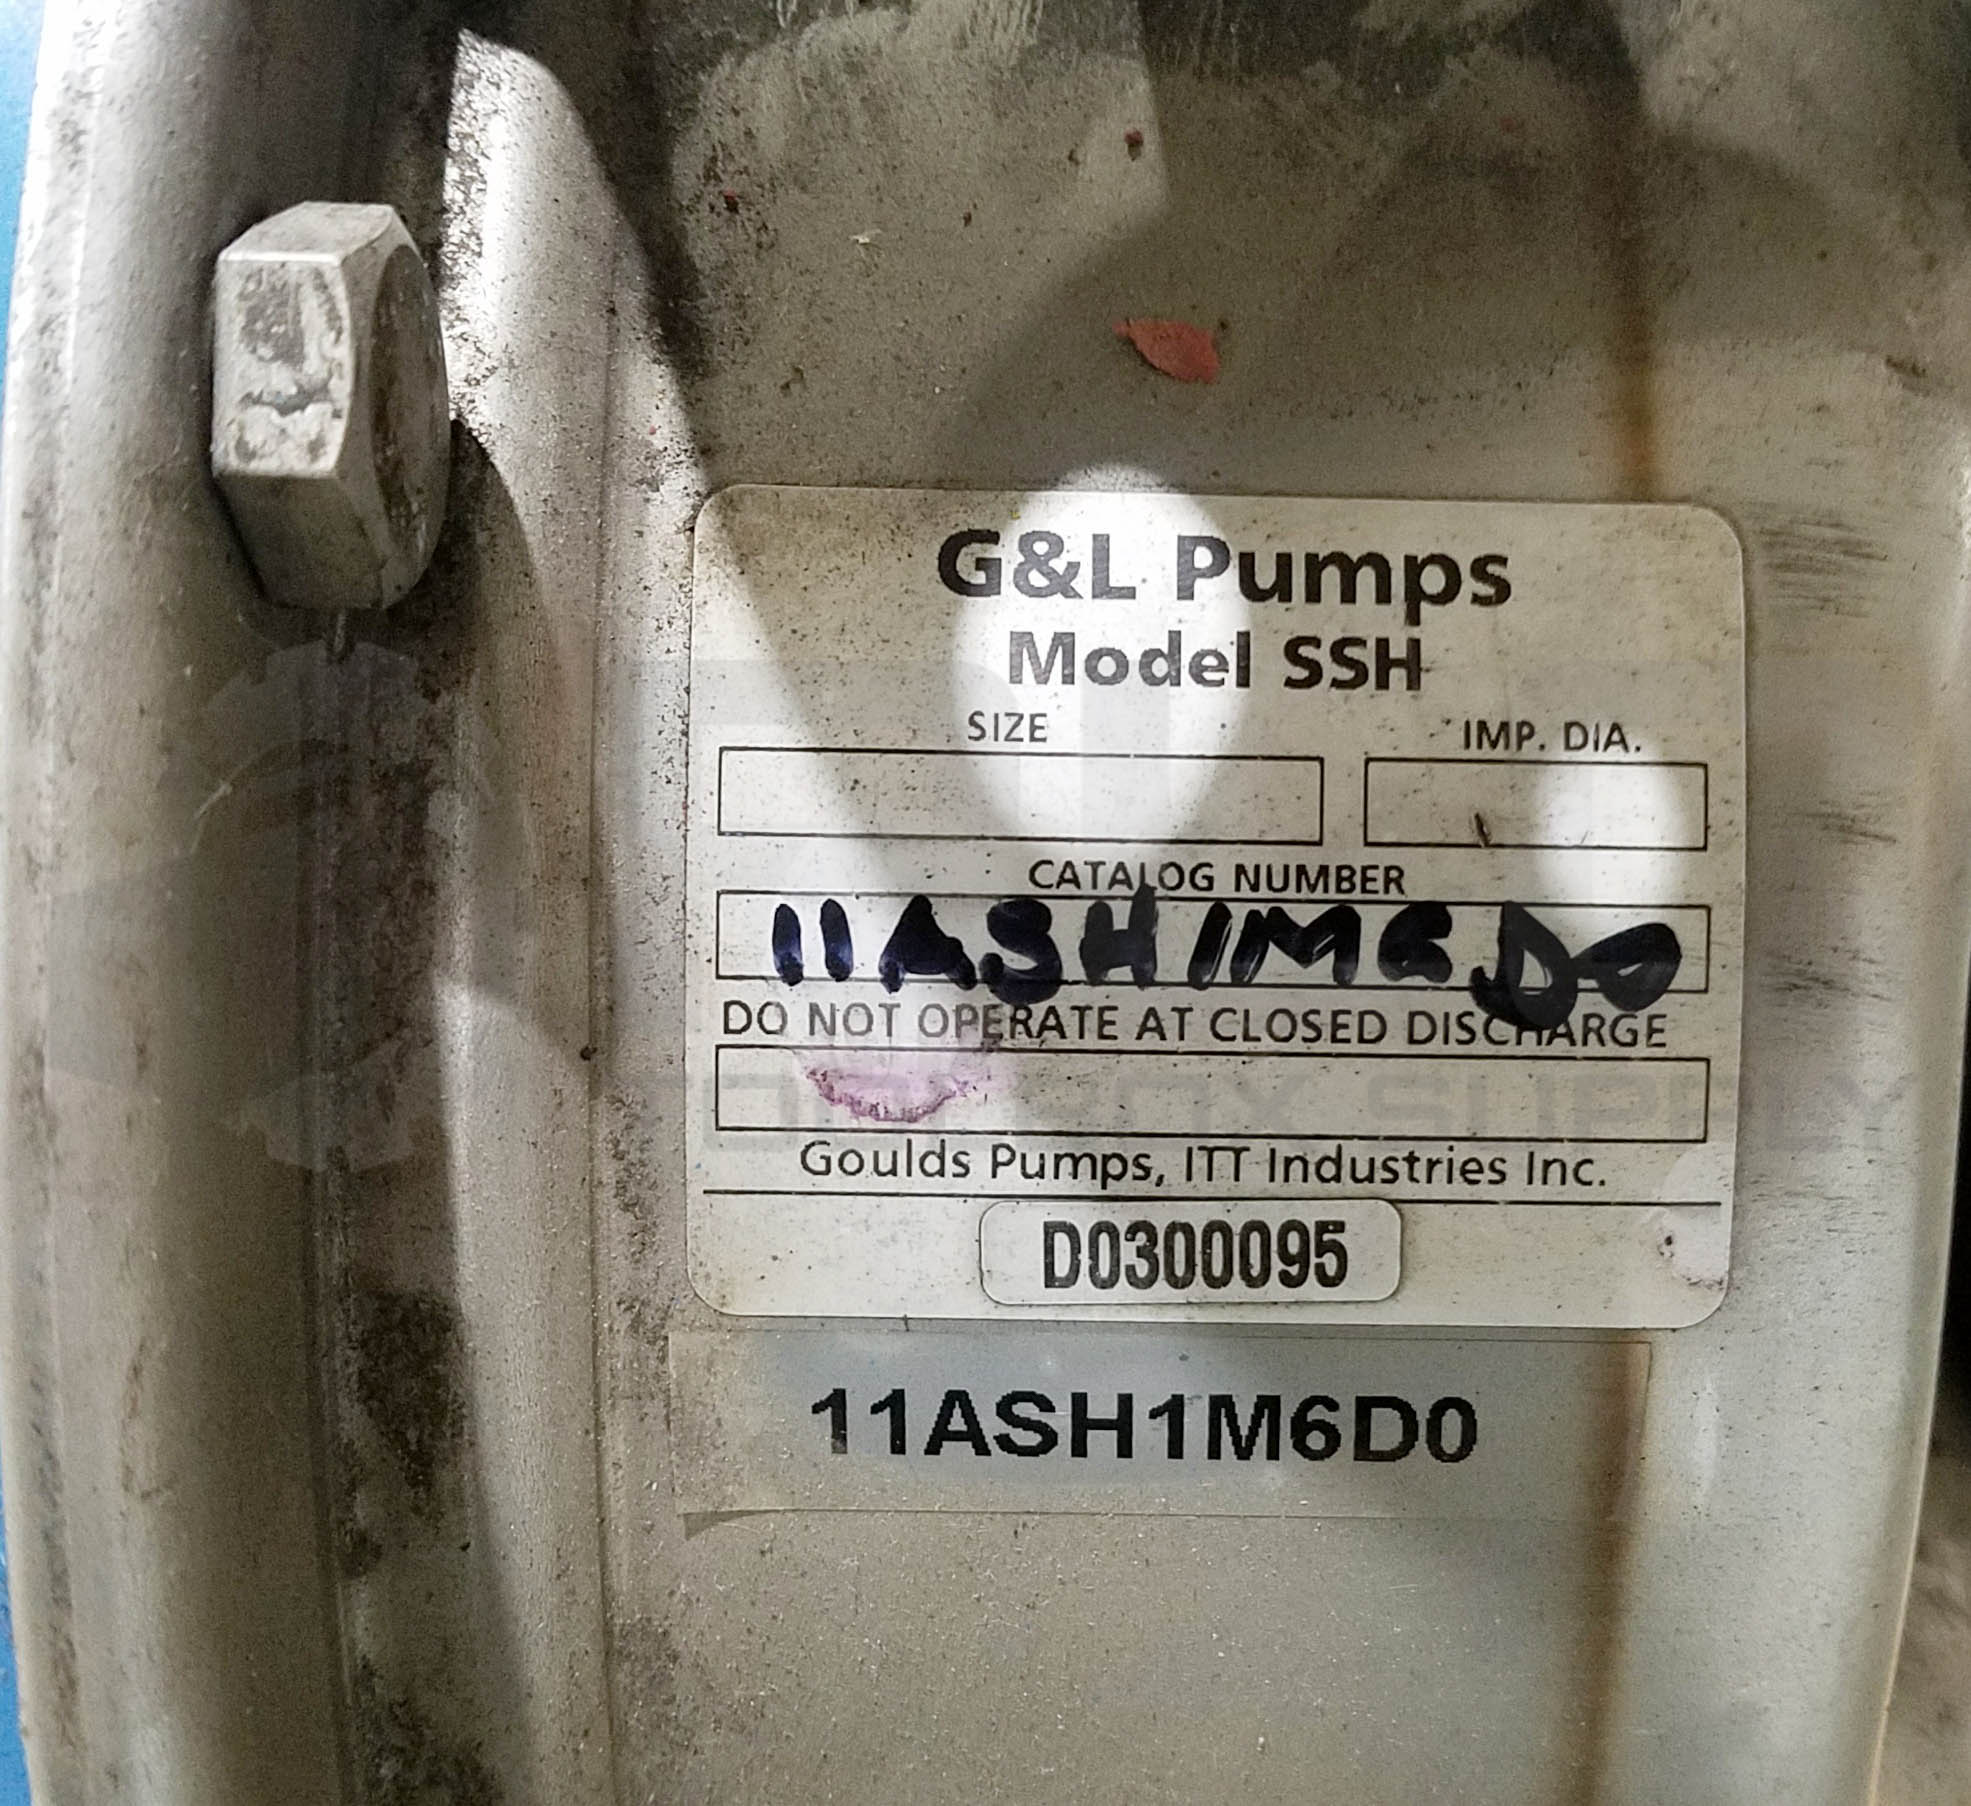 G&L Pumps
Model SSH
SIZE IMP. DIA.
CATALOG NUMBER
11ASH1M6D0
DO NOT OPERATE AT CLOSED DISCHARGE
Goulds Pumps, ITT Industries Inc.
D0300095
11ASH1M6D0
SUPPLY